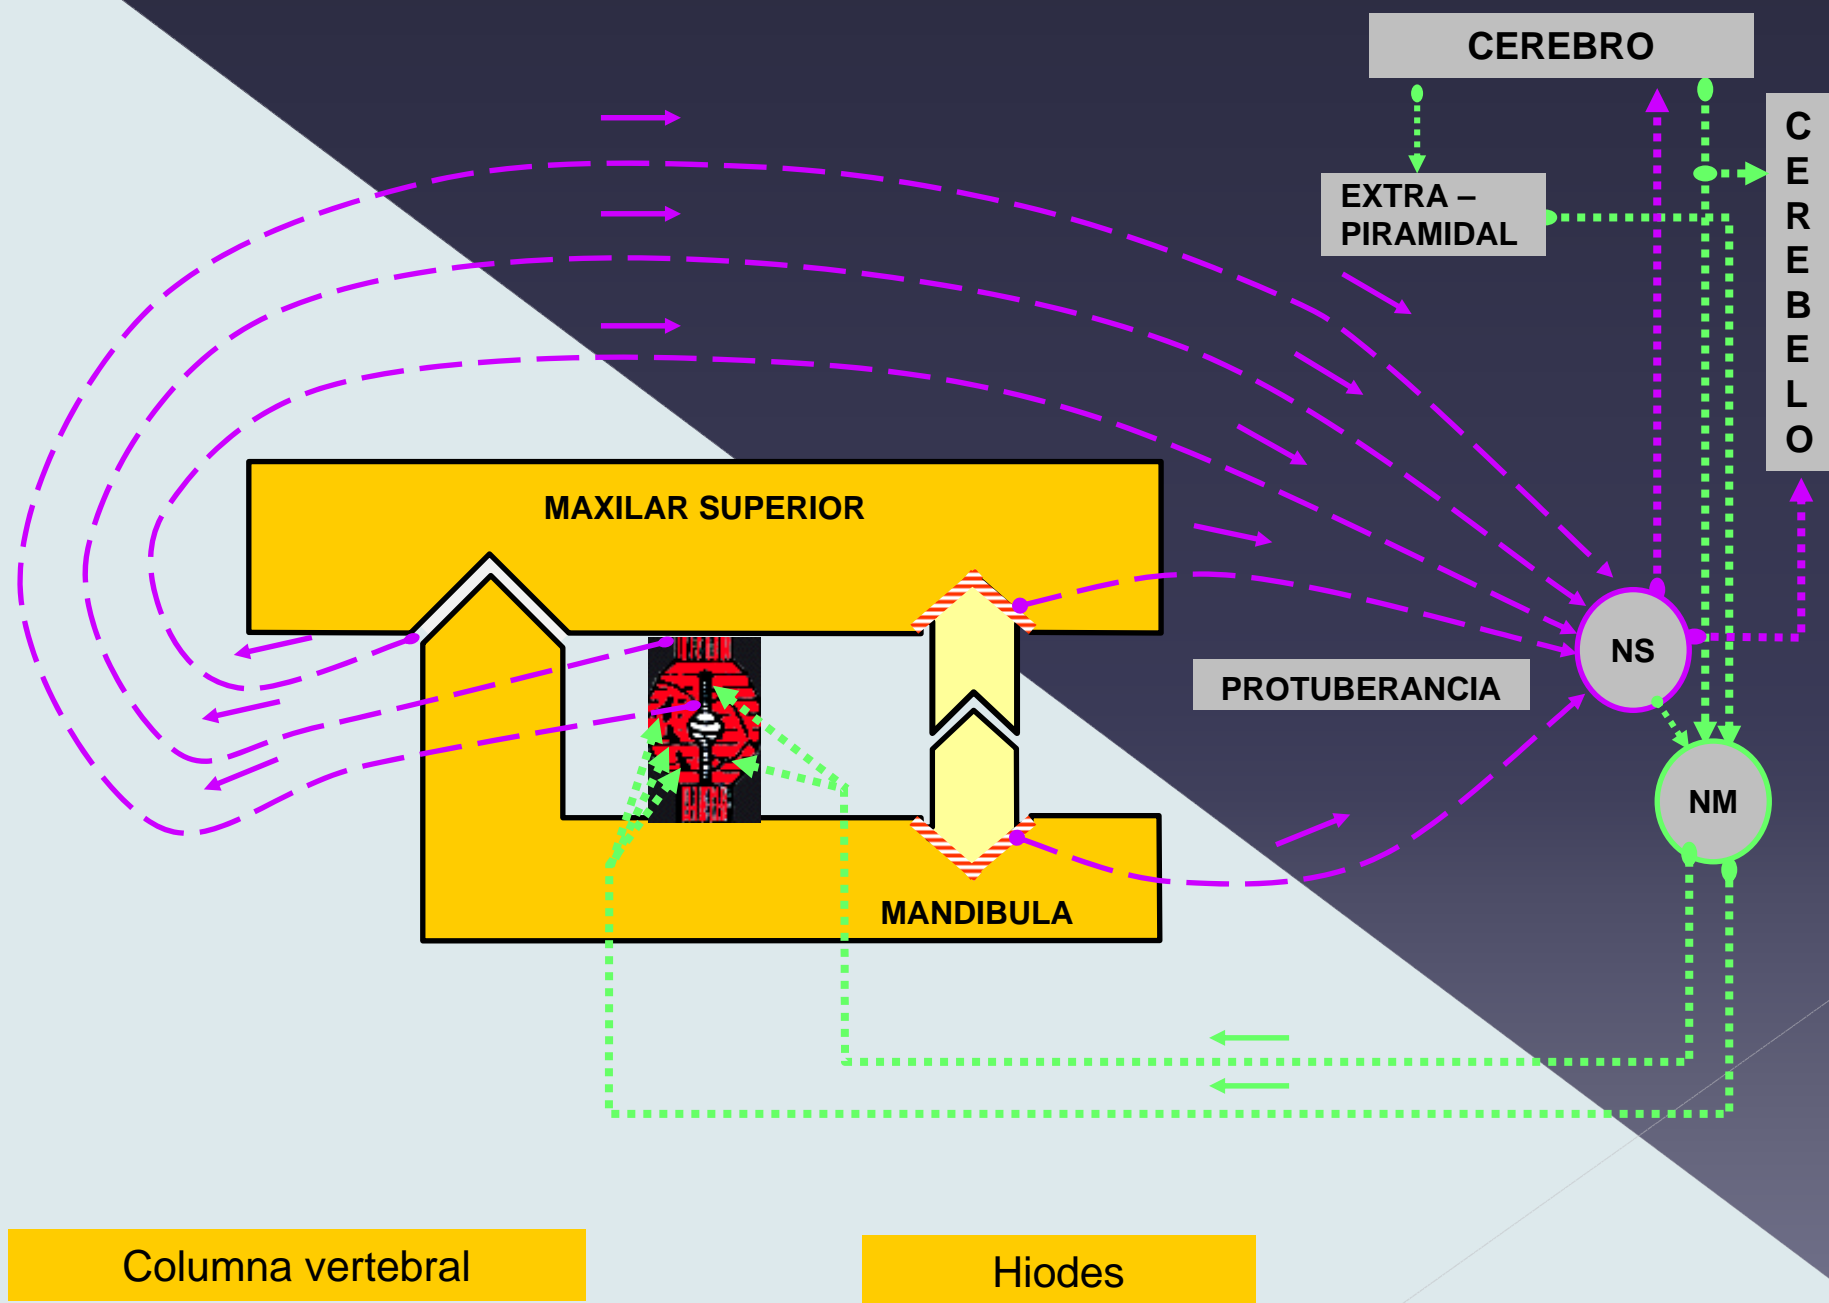 CEREBRO
C
E
R
E
B
E
L
O
EXTRA –
PIRAMIDAL
MAXILAR SUPERIOR
NS
PROTUBERANCIA
NM
MANDIBULA
Columna vertebral
Hiodes